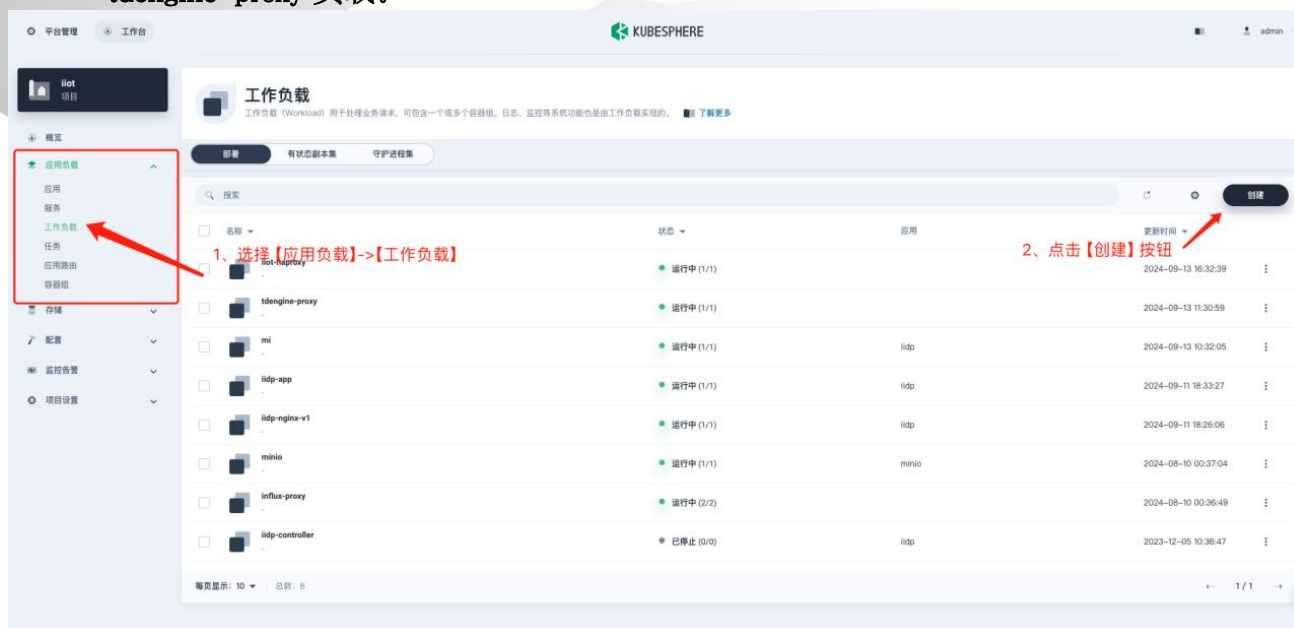 tdengine-proxy 负载：
平台管理 工作台 KUBESPHERE admin
iiot
项目
工作负载
工作负载 (Workload) 用于处理业务请求，可包含一个或多个容器组。日志、监控等系统功能也是由工作负载实现的。 了解更多
概览
部署 有状态副本集 守护进程集
应用负载
应用
服务
工作负载
任务
应用路由
容器组
存储
配置
监控告警
项目设置
搜索 创建
名称 状态 应用 更新时间
1、选择【应用负载】->【工作负载】
2、点击【创建】按钮
iiot-haproxy
-
运行中 (1/1) 2024-09-13 16:32:39
tdengine-proxy
-
运行中 (1/1) 2024-09-13 11:30:59
mi
-
运行中 (1/1) iidp 2024-09-13 10:32:05
iidp-app
-
运行中 (1/1) iidp 2024-09-11 18:33:27
iidp-nginx-v1
-
运行中 (1/1) iidp 2024-09-11 18:26:06
minio
-
运行中 (1/1) minio 2024-08-10 00:37:04
influx-proxy
-
运行中 (2/2) 2024-08-10 00:36:49
iidp-controller
-
已停止 (0/0) iidp 2023-12-05 10:36:47
每页显示: 10 总数: 8 1 / 1